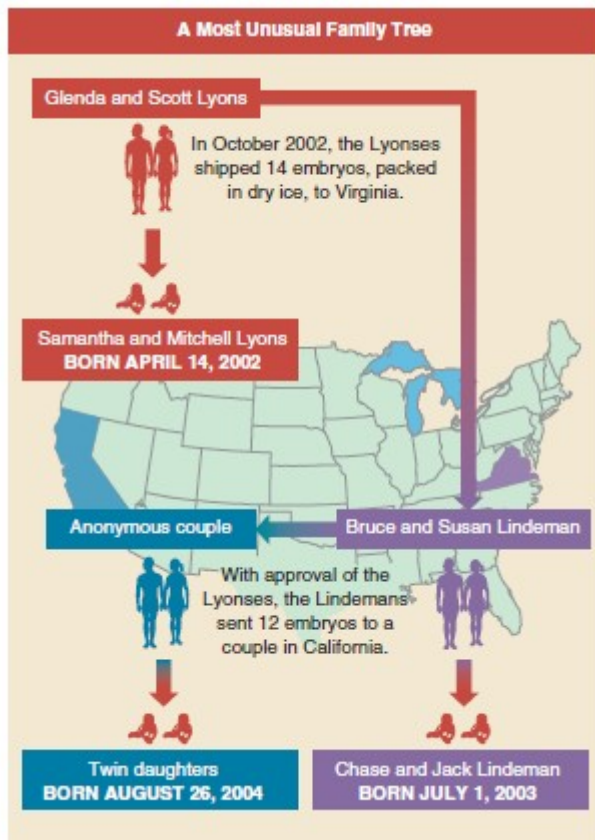 A Most Unusual Family Tree
Glenda and Scott Lyons
In October 2002, the Lyonses
shipped 14 embryos, packed
in dry ice, to Virginia.
Samantha and Mitchell Lyons
BORN APRIL 14, 2002
Anonymous couple
Bruce and Susan Lindeman
With approval of the
Lyonses, the Lindemans
sent 12 embryos to a
couple in California.
Twin daughters
BORN AUGUST 26, 2004
Chase and Jack Lindeman
BORN JULY 1, 2003